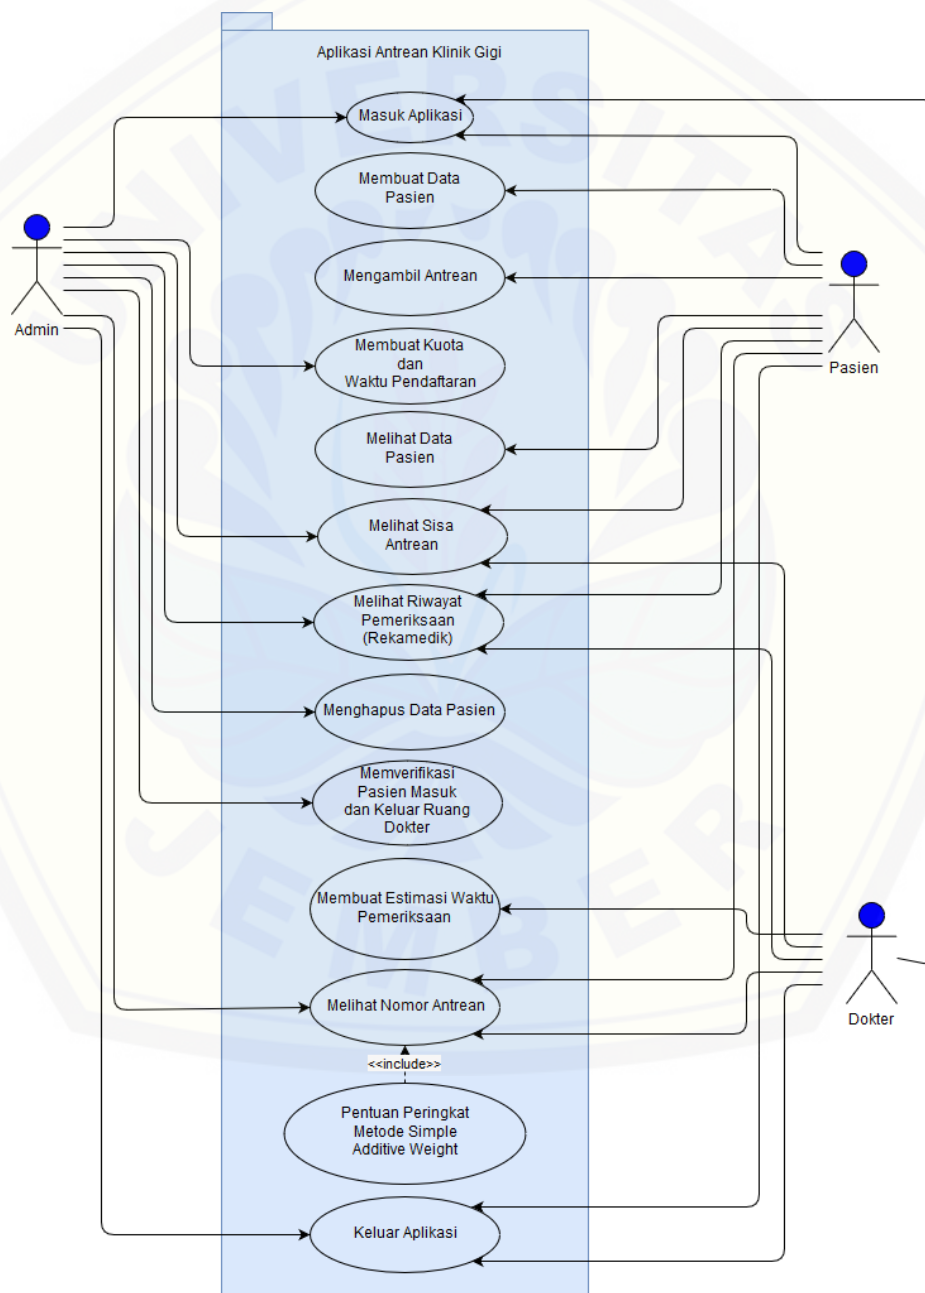 Aplikasi Antrean Klinik Gigi
Masuk Aplikasi
Membuat Data
Pasien
Mengambil Antrean
Membuat Kuota
dan
Waktu Pendaftaran
Melihat Data
Pasien
Melihat Sisa
Antrean
Melihat Riwayat
Pemeriksaan
(Rekamedik)
Menghapus Data Pasien
Memverifikasi
Pasien Masuk
dan Keluar Ruang
Dokter
Membuat Estimasi Waktu
Pemeriksaan
Melihat Nomor Antrean
<<include>>
Pentuan Peringkat
Metode Simple
Additive Weight
Keluar Aplikasi
Admin
Pasien
Dokter
UNIVERSITAS
JEMBER